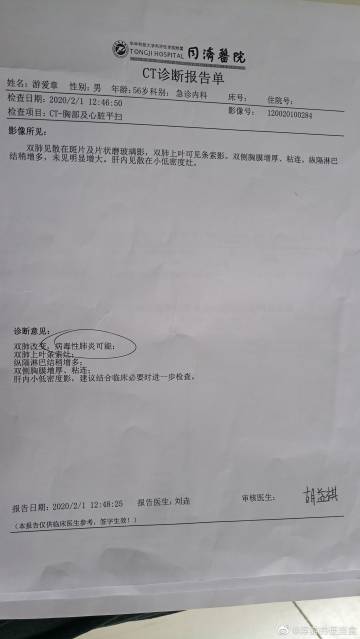 华中科技大学同济医学院附属
TONGJI HOSPITAL 同濟醫院
CT诊断报告单
姓名：游爱章 性别：男 年龄：56岁科别：急诊内科 床号： 住院号：
检查日期：2020/2/1 12:46:50 影像号：120020100284
检查项目：CT-胸部及心脏平扫
影像所见：
双肺见散在斑片及片状磨玻璃影，双肺上叶可见条索影。双侧胸膜增厚、粘连。纵隔淋巴
结稍增多，未见明显增大。肝内见散在小低密度灶。
诊断意见：
双肺改变，病毒性肺炎可能；
双肺上叶条索灶；
纵隔淋巴结稍增多；
双侧胸膜增厚、粘连；
肝内小低密度影，建议结合临床必要时进一步检查。
报告日期：2020/2/1 12:48:25 报告医生：刘垚 审核医生：
(本报告仅供临床医生参考，签字生效！)